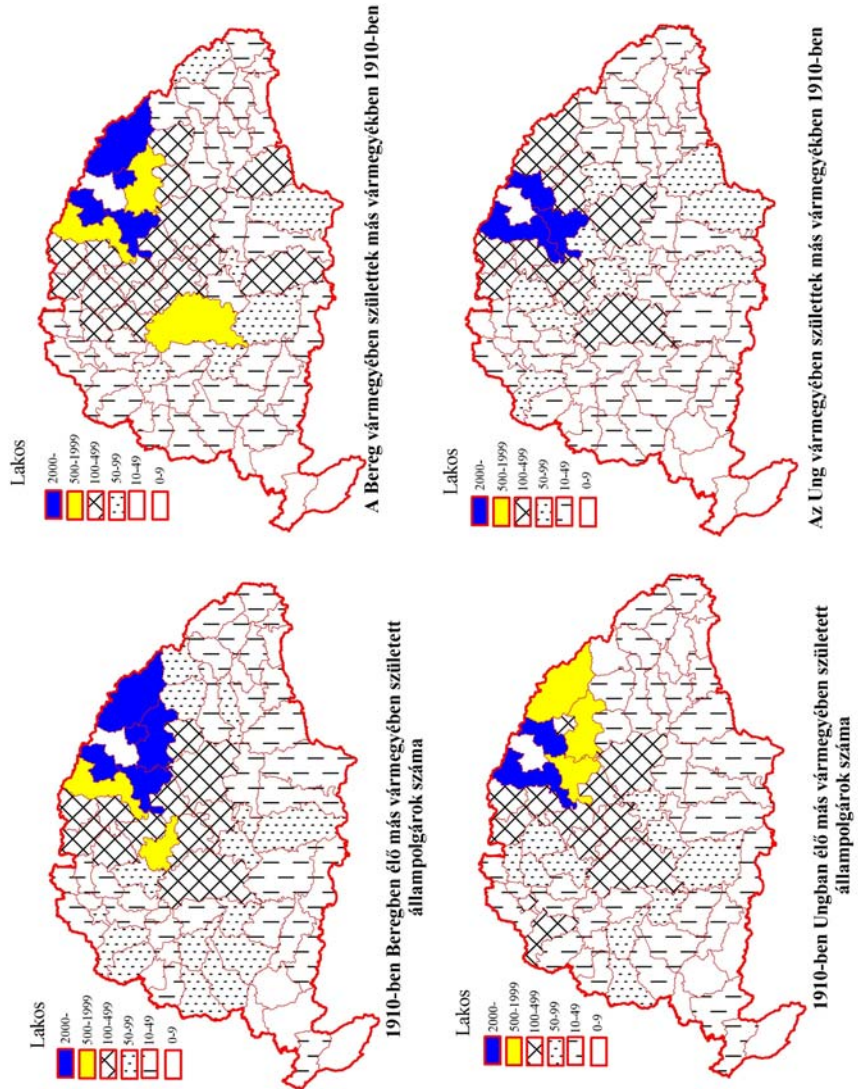 Lakos
2000-
500-1999
100-499
50-99
10-49
0-9
1910-ben Beregben élő más vármegyében született
állampolgárok száma
Lakos
2000-
500-1999
100-499
50-99
10-49
0-9
A Bereg vármegyében születtek más vármegyékben 1910-ben
Lakos
2000-
500-1999
100-499
50-99
10-49
0-9
1910-ben Ungban élő más vármegyében született
állampolgárok száma
Lakos
2000-
500-1999
100-499
50-99
10-49
0-9
Az Ung vármegyében születtek más vármegyékben 1910-ben